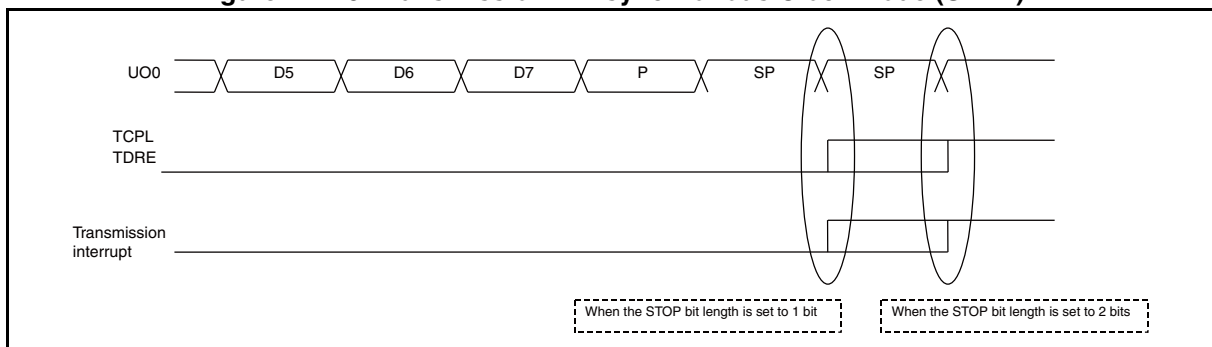 UO0
D5
D6
D7
P
SP
SP
TCPL
TDRE
Transmission
interrupt
When the STOP bit length is set to 1 bit
When the STOP bit length is set to 2 bits